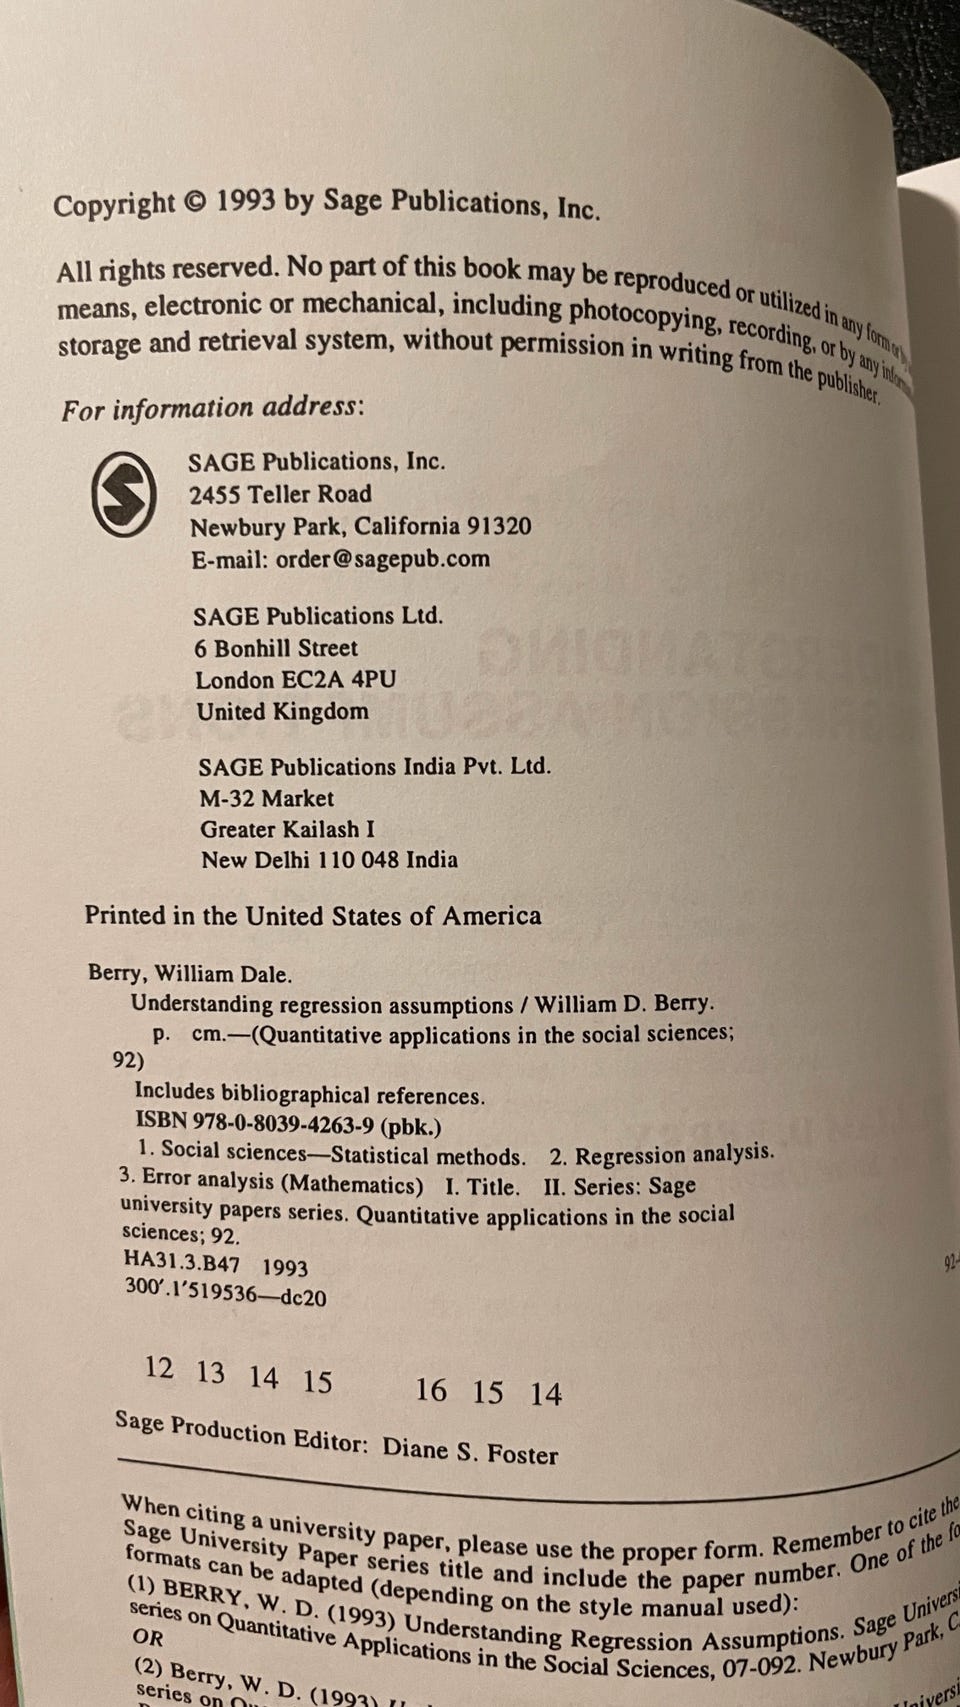 Copyright © 1993 by Sage Publications, Inc.
All rights reserved. No part of this book may be reproduced or utilized in any form or by
means, electronic or mechanical, including photocopying, recording, or by any
storage and retrieval system, without permission in writing from the publisher.
For information address:
SAGE Publications, Inc.
2455 Teller Road
Newbury Park, California 91320
E-mail: order@sagepub.com
SAGE Publications Ltd.
6 Bonhill Street
London EC2A 4PU
United Kingdom
SAGE Publications India Pvt. Ltd.
M-32 Market
Greater Kailash I
New Delhi 110 048 India
Printed in the United States of America
Berry, William Dale.
Understanding regression assumptions / William D. Berry.
p. cm.—(Quantitative applications in the social sciences;
92)
Includes bibliographical references.
ISBN 978-0-8039-4263-9 (pbk.)
1. Social sciences—Statistical methods. 2. Regression analysis.
3. Error analysis (Mathematics) I. Title. II. Series: Sage
university papers series. Quantitative applications in the social
sciences; 92.
HA31.3.B47 1993
92-
300′.1′519536—dc20
12 13 14 15 16 15 14
Sage Production Editor: Diane S. Foster
When citing a university paper, please use the proper form. Remember to cite the
Sage University Paper series title and include the paper number. One of the fo
formats can be adapted (depending on the style manual used):
(1) BERRY, W. D. (1993) Understanding Regression Assumptions. Sage Universi
series on Quantitative Applications in the Social Sciences, 07-092. Newbury Park, C
OR
(2) Berry, W. D. (1993)
series on